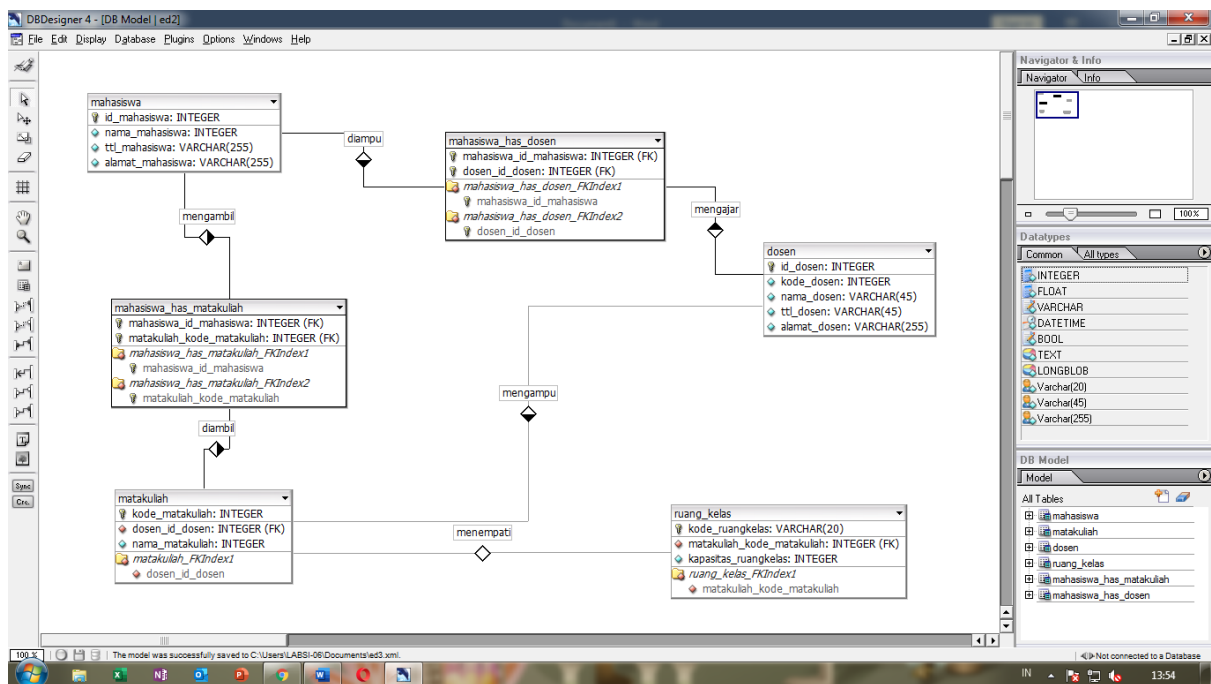 DBDesigner 4 - [DB Model | ed2]
File Edit Display Database Plugins Options Windows Help
mahasiswa
id_mahasiswa: INTEGER
nama_mahasiswa: INTEGER
ttl_mahasiswa: VARCHAR(255)
alamat_mahasiswa: VARCHAR(255)
diampu
mahasiswa_has_dosen
mahasiswa_id_mahasiswa: INTEGER (FK)
dosen_id_dosen: INTEGER (FK)
mahasiswa_has_dosen_FKIndex1
mahasiswa_id_mahasiswa
mahasiswa_has_dosen_FKIndex2
dosen_id_dosen
mengambil
mengajar
dosen
id_dosen: INTEGER
kode_dosen: INTEGER
nama_dosen: VARCHAR(45)
ttl_dosen: VARCHAR(45)
alamat_dosen: VARCHAR(255)
mahasiswa_has_matakuliah
mahasiswa_id_mahasiswa: INTEGER (FK)
matakuliah_kode_matakuliah: INTEGER (FK)
mahasiswa_has_matakuliah_FKIndex1
mahasiswa_id_mahasiswa
mahasiswa_has_matakuliah_FKIndex2
matakuliah_kode_matakuliah
mengampu
diambil
matakuliah
kode_matakuliah: INTEGER
dosen_id_dosen: INTEGER (FK)
nama_matakuliah: INTEGER
matakuliah_FKIndex1
dosen_id_dosen
menempati
ruang_kelas
kode_ruangkelas: VARCHAR(20)
matakuliah_kode_matakuliah: INTEGER (FK)
kapasitas_ruangkelas: INTEGER
ruang_kelas_FKIndex1
matakuliah_kode_matakuliah
Navigator & Info
Navigator Info
100%
Datatypes
Common All types
INTEGER
FLOAT
VARCHAR
DATETIME
BOOL
TEXT
LONGBLOB
Varchar(20)
Varchar(45)
Varchar(255)
DB Model
Model
All Tables
mahasiswa
matakuliah
dosen
ruang_kelas
mahasiswa_has_matakuliah
mahasiswa_has_dosen
Sync
100 % The model was successfully saved to C:\Users\LABSI-06\Documents\ed3.xml.
Not connected to a Database
IN 13:54